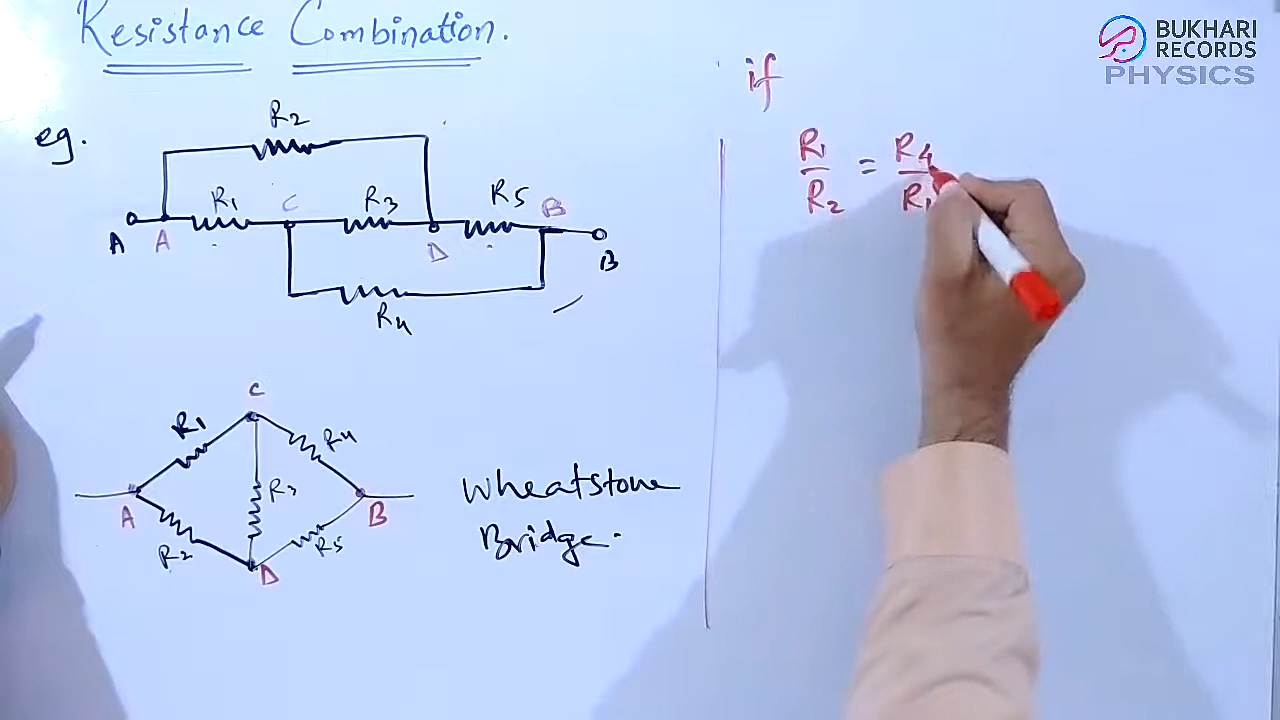 Resistance Combination.
BUKHARI
RECORDS
PHYSICS
if
eg.
R2
R1
C
R3
R5
B
A
A
D
B
R4
R1/R2 = R4/R
C
R1
R4
R3
A
B
R2
R5
D
Wheatstone
Bridge.